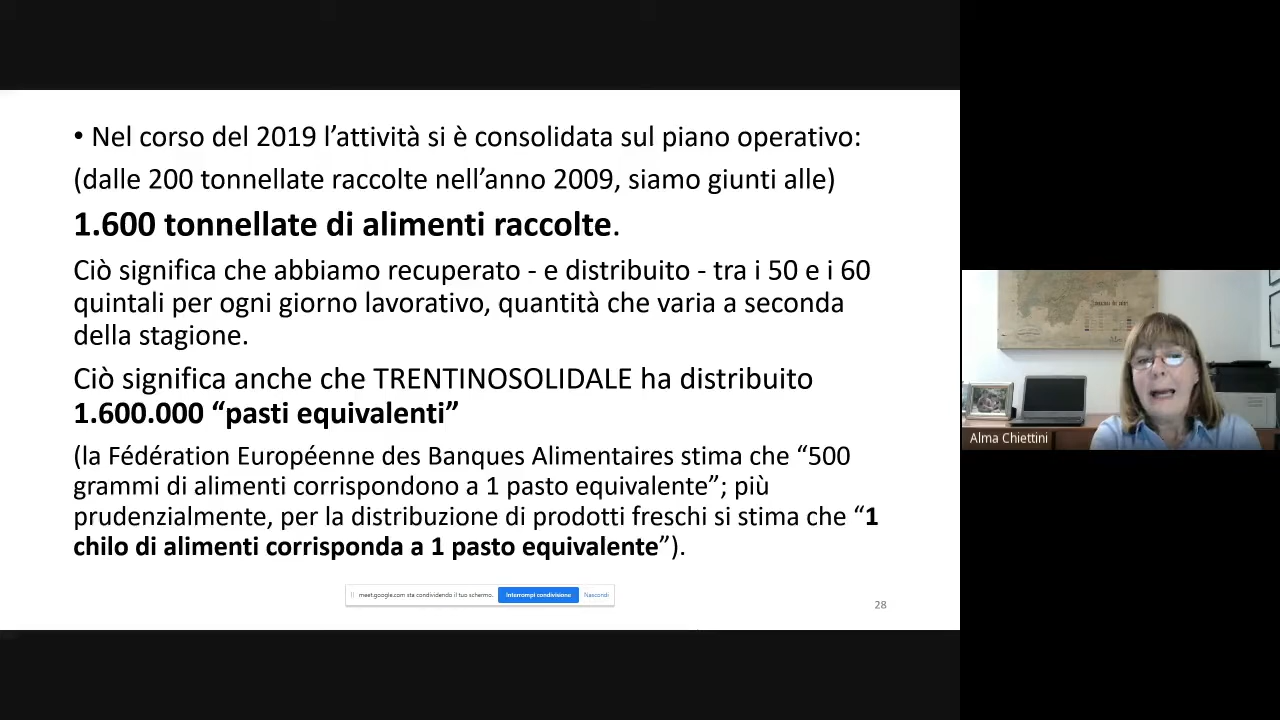 • Nel corso del 2019 l’attività si è consolidata sul piano operativo:
(dalle 200 tonnellate raccolte nell’anno 2009, siamo giunti alle)
1.600 tonnellate di alimenti raccolte.
Ciò significa che abbiamo recuperato - e distribuito - tra i 50 e i 60
quintali per ogni giorno lavorativo, quantità che varia a seconda
della stagione.
Ciò significa anche che TRENTINOSOLIDALE ha distribuito
1.600.000 “pasti equivalenti”
(la Fédération Européenne des Banques Alimentaires stima che “500
grammi di alimenti corrispondono a 1 pasto equivalente”; più
prudenzialmente, per la distribuzione di prodotti freschi si stima che “1
chilo di alimenti corrisponda a 1 pasto equivalente”).
meet.google.com sta condividendo il tuo schermo. Interrompi condivisione Nascondi
28
Alma Chiettini